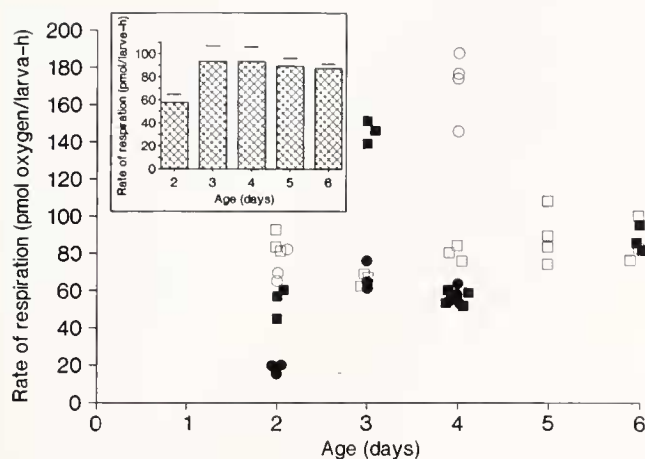 Rate of respiration (pmol oxygen/larva-h)
200
180
160
140
120
100
80
60
40
20
0
0 1 2 3 4 5 6
Age (days)
Rate of respiration (pmol/larva-h)
100
80
60
40
20
0
2 3 4 5 6
Age (days)